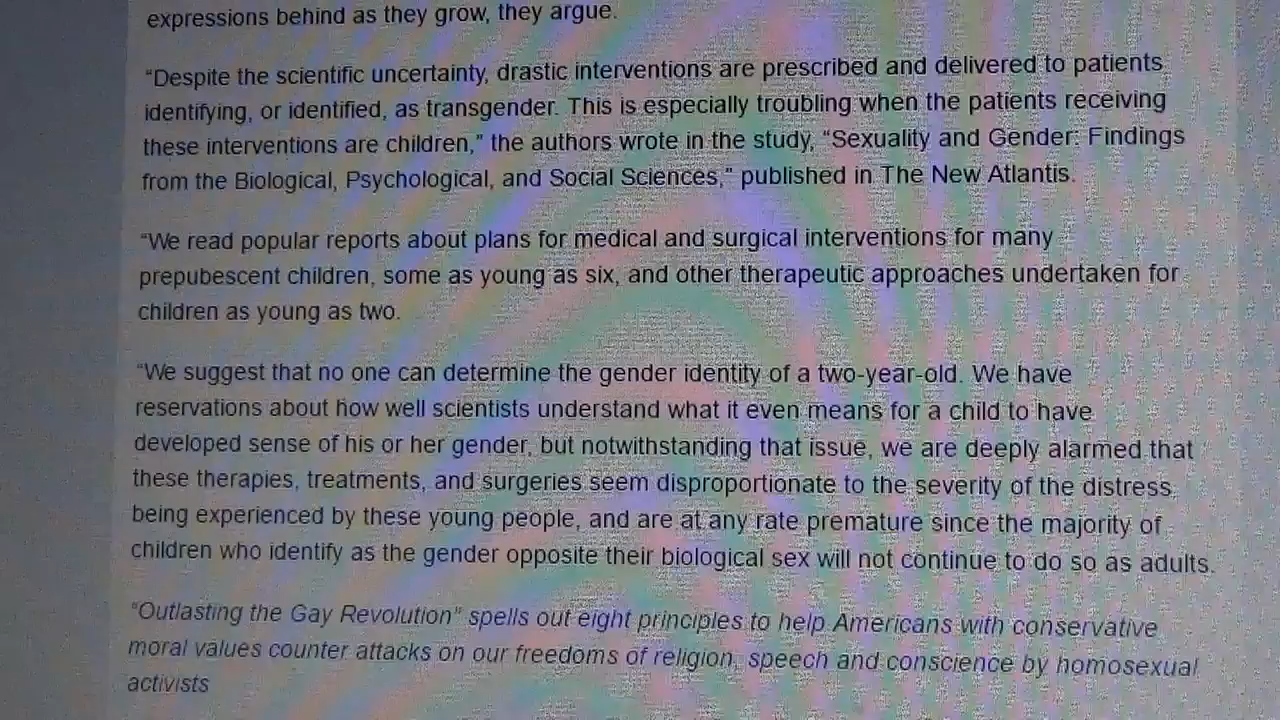 expressions behind as they grow, they argue.
“Despite the scientific uncertainty, drastic interventions are prescribed and delivered to patients
identifying, or identified, as transgender. This is especially troubling when the patients receiving
these interventions are children,” the authors wrote in the study, “Sexuality and Gender: Findings
from the Biological, Psychological, and Social Sciences,” published in The New Atlantis.
“We read popular reports about plans for medical and surgical interventions for many
prepubescent children, some as young as six, and other therapeutic approaches undertaken for
children as young as two.
“We suggest that no one can determine the gender identity of a two-year-old. We have
reservations about how well scientists understand what it even means for a child to have
developed sense of his or her gender, but notwithstanding that issue, we are deeply alarmed that
these therapies, treatments, and surgeries seem disproportionate to the severity of the distress
being experienced by these young people, and are at any rate premature since the majority of
children who identify as the gender opposite their biological sex will not continue to do so as adults.
“Outlasting the Gay Revolution” spells out eight principles to help Americans with conservative
moral values counter attacks on our freedoms of religion, speech and conscience by homosexual
activists